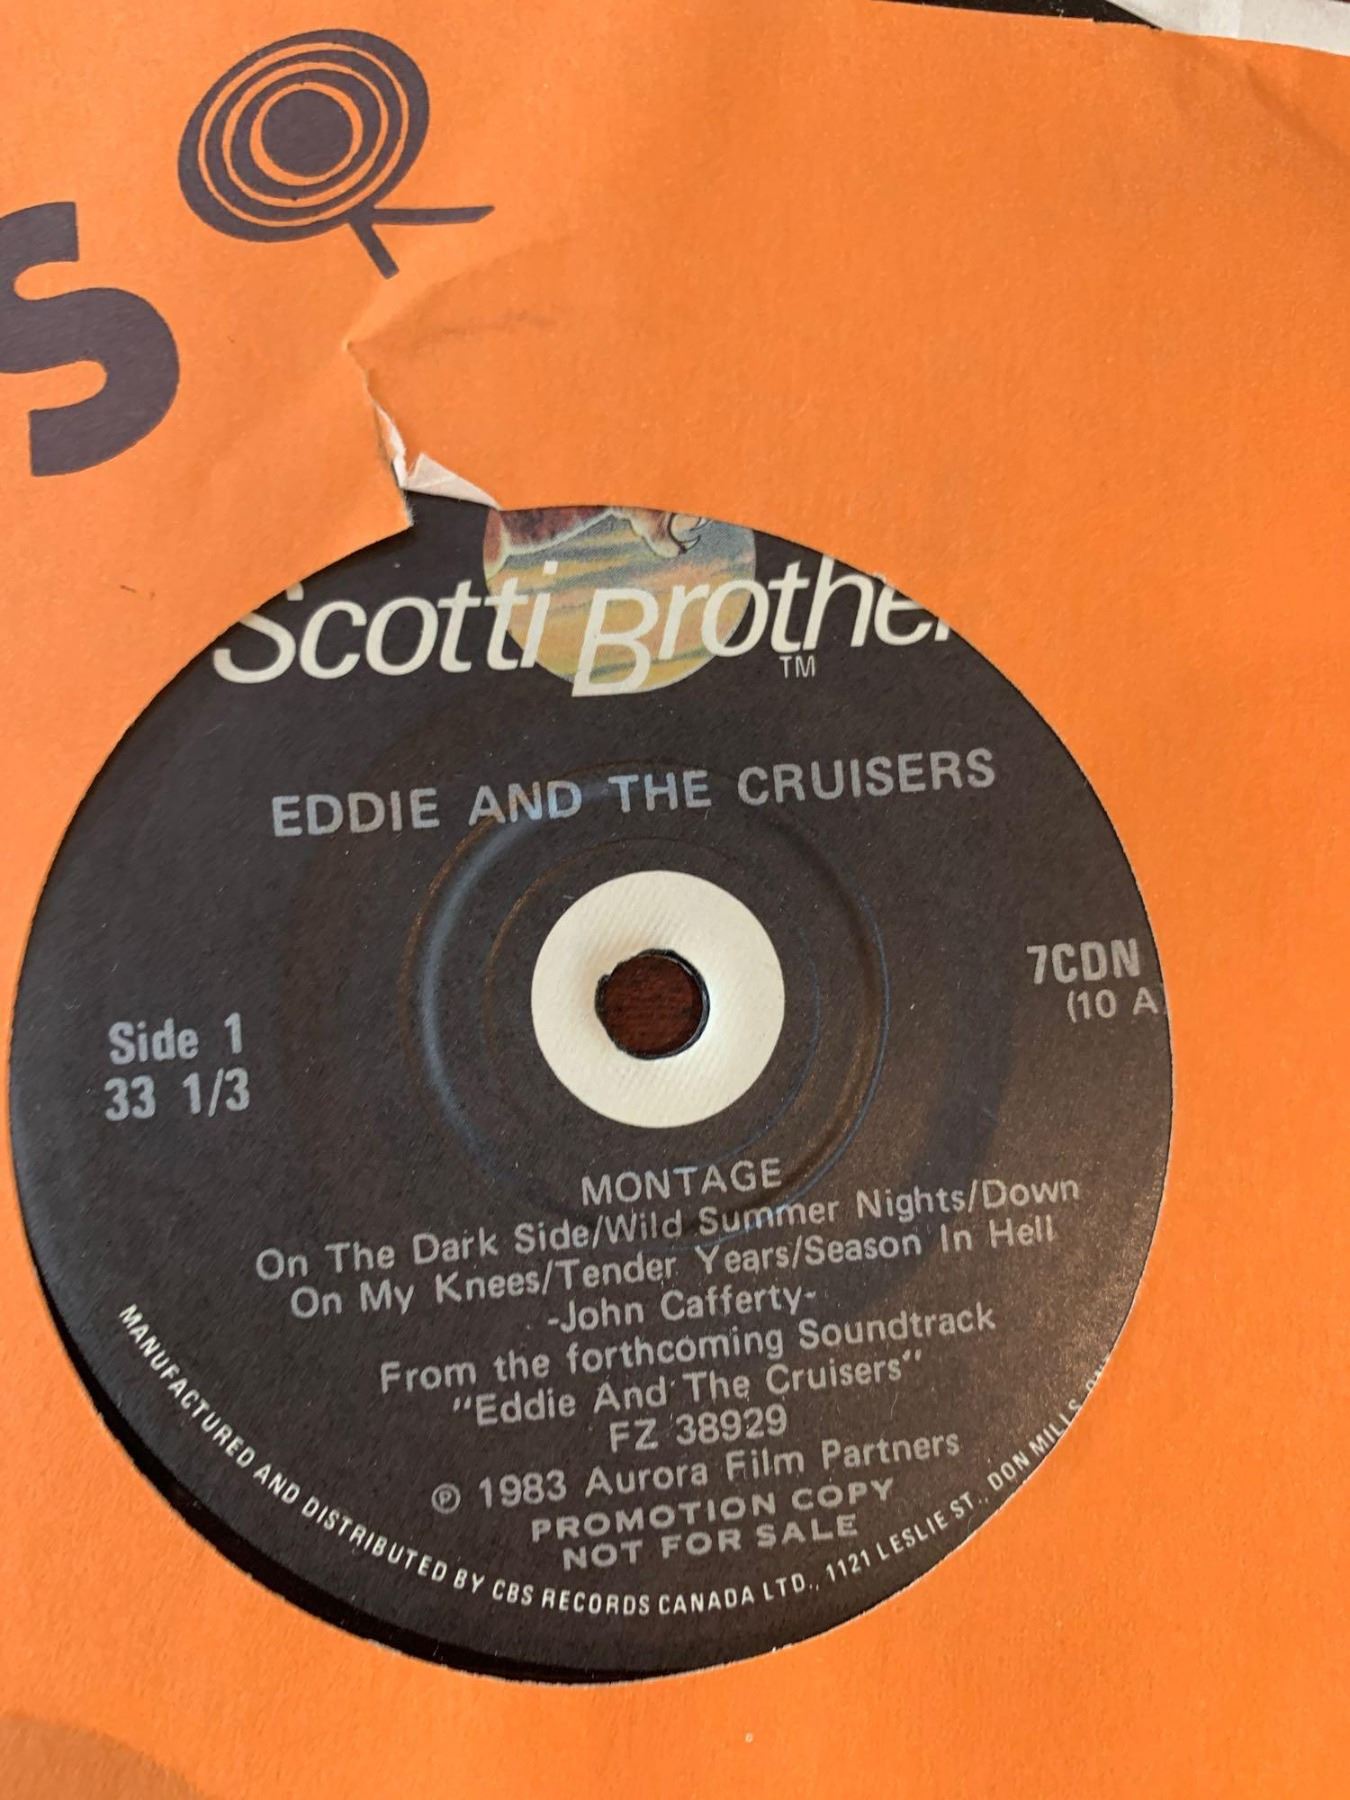 S
Scotti Brother
TM
EDDIE AND THE CRUISERS
7CDN
(10 A
Side 1
33 1/3
MONTAGE
On The Dark Side/Wild Summer Nights/Down
On My Knees/Tender Years/Season In Hell
-John Cafferty-
From the forthcoming Soundtrack
"Eddie And The Cruisers"
FZ 38929
℗ 1983 Aurora Film Partners
PROMOTION COPY
NOT FOR SALE
MANUFACTURED AND DISTRIBUTED BY CBS RECORDS CANADA LTD., 1121 LESLIE ST., DON MILLS,